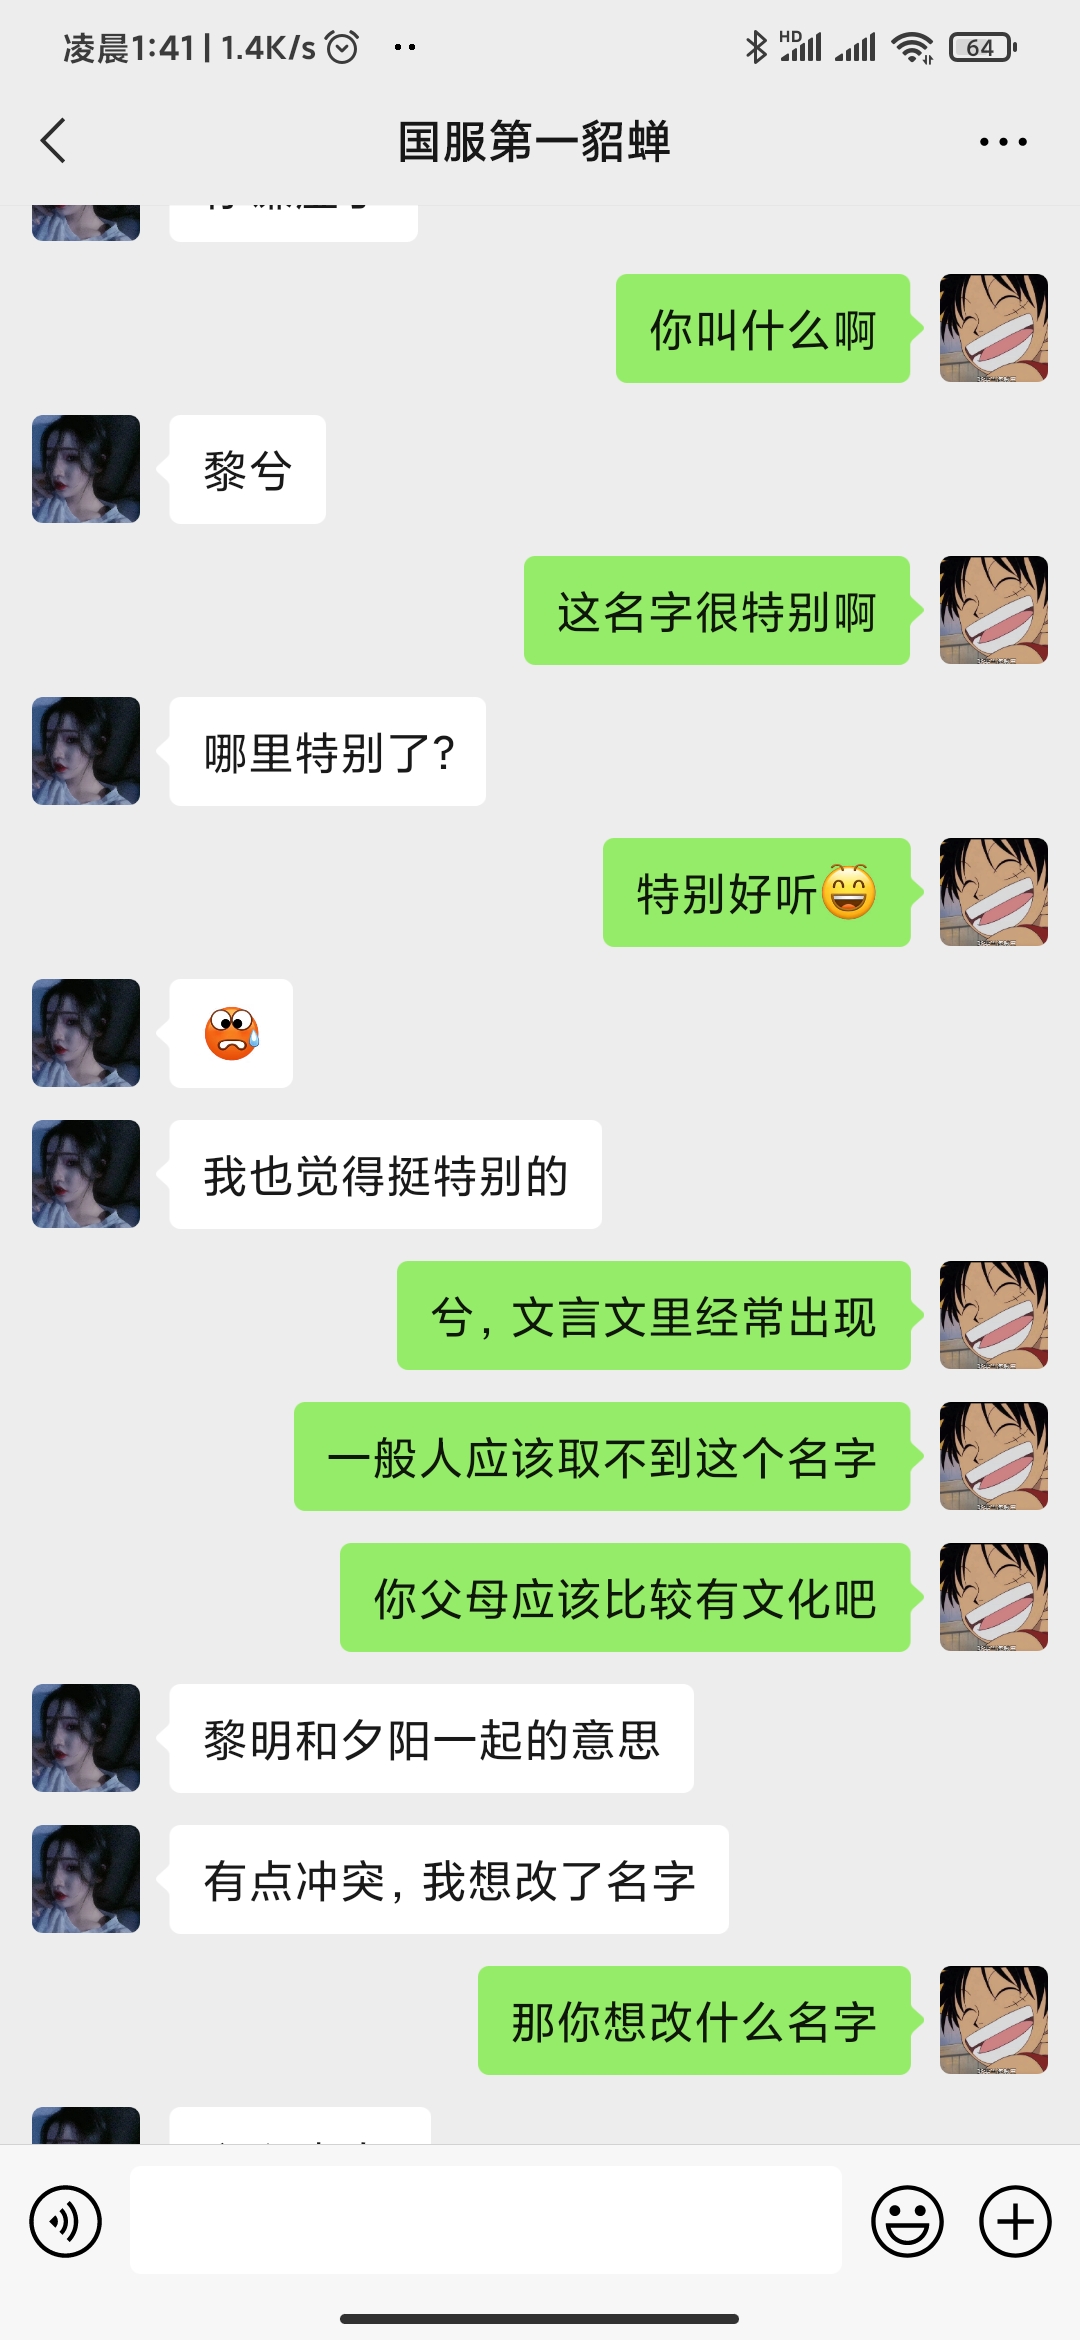 凌晨1:41 | 1.4K/s
HD
64
国服第一貂蝉
你叫什么啊
黎兮
这名字很特别啊
哪里特别了?
特别好听😄
😰
我也觉得挺特别的
兮, 文言文里经常出现
一般人应该取不到这个名字
你父母应该比较有文化吧
黎明和夕阳一起的意思
有点冲突, 我想改了名字
那你想改什么名字